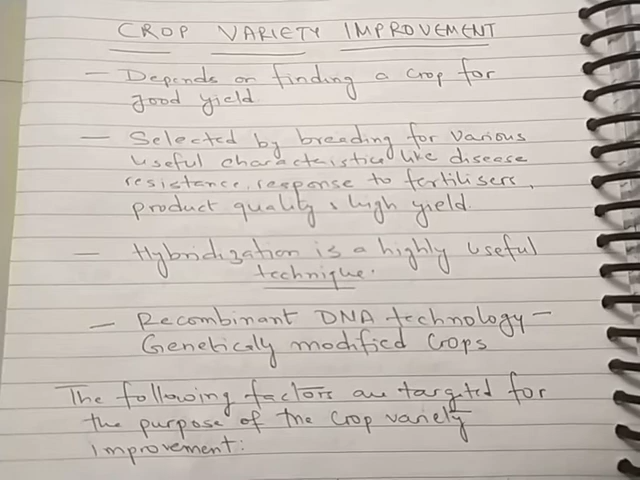 CROP VARIETY IMPROVEMENT
- Depends on finding a crop for
good yield
- Selected by breading for various
useful characteristics like disease
resistance, response to fertilisers,
product quality & high yield.
- Hybridization is a highly useful
technique.
- Recombinant DNA technology -
Genetically modified crops
The following factors are targeted for
the purpose of the crop variety
improvement: